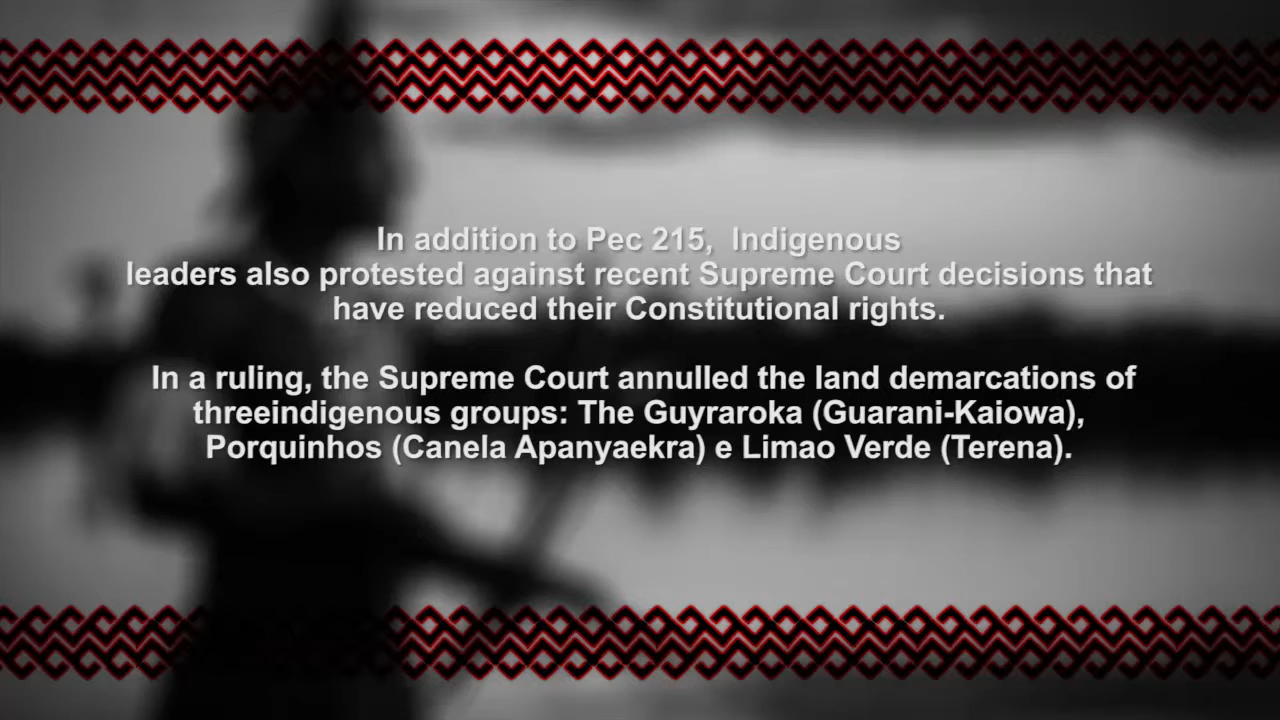 In addition to Pec 215,  Indigenous
leaders also protested against recent Supreme Court decisions that
have reduced their Constitutional rights.
In a ruling, the Supreme Court annulled the land demarcations of
threeindigenous groups: The Guyraroka (Guarani-Kaiowa),
Porquinhos (Canela Apanyaekra) e Limao Verde (Terena).